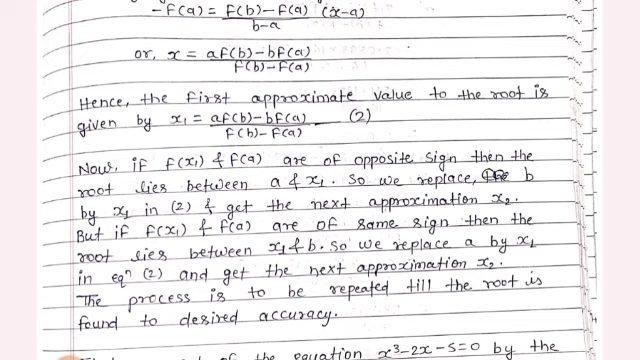 -f(a) = f(b)-f(a) (x-a)
b-a
or, x = af(b)-bf(a)
f(b)-f(a)
Hence, the first approximate value to the root is
given by x₁ = af(b)-bf(a) (2)
f(b)-f(a)
Now, if f(x₁) & f(a) are of opposite sign then the
root lies between a & x₁. So we replace, b
by x₁ in (2) & get the next approximation x₂.
But if f(x₁) & f(a) are of same sign then the
root lies between x₁ & b. So we replace a by x₁
in eqⁿ (2) and get the next approximation x₂.
The process is to be repeated till the root is
found to desired accuracy.
of the equation x³-2x-5=0 by the